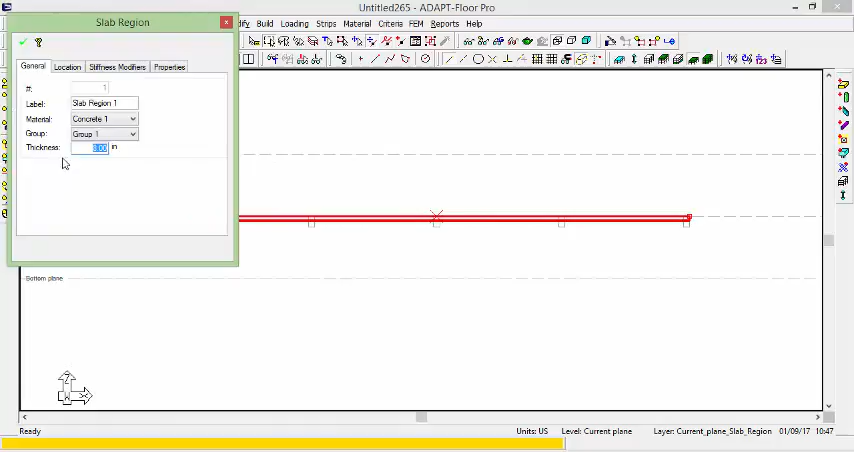 Untitled265 - ADAPT-Floor Pro
Slab Region
Build Loading Strips Material Criteria FEM Reports Help
General Location Stiffness Modifiers Properties
#: 1
Label: Slab Region 1
Material: Concrete 1
Group: Group 1
Thickness: 8.00 in
Bottom plane
Z
W X
Ready Units: US Level: Current plane Layer: Current_plane_Slab_Region 01/09/17 10:47